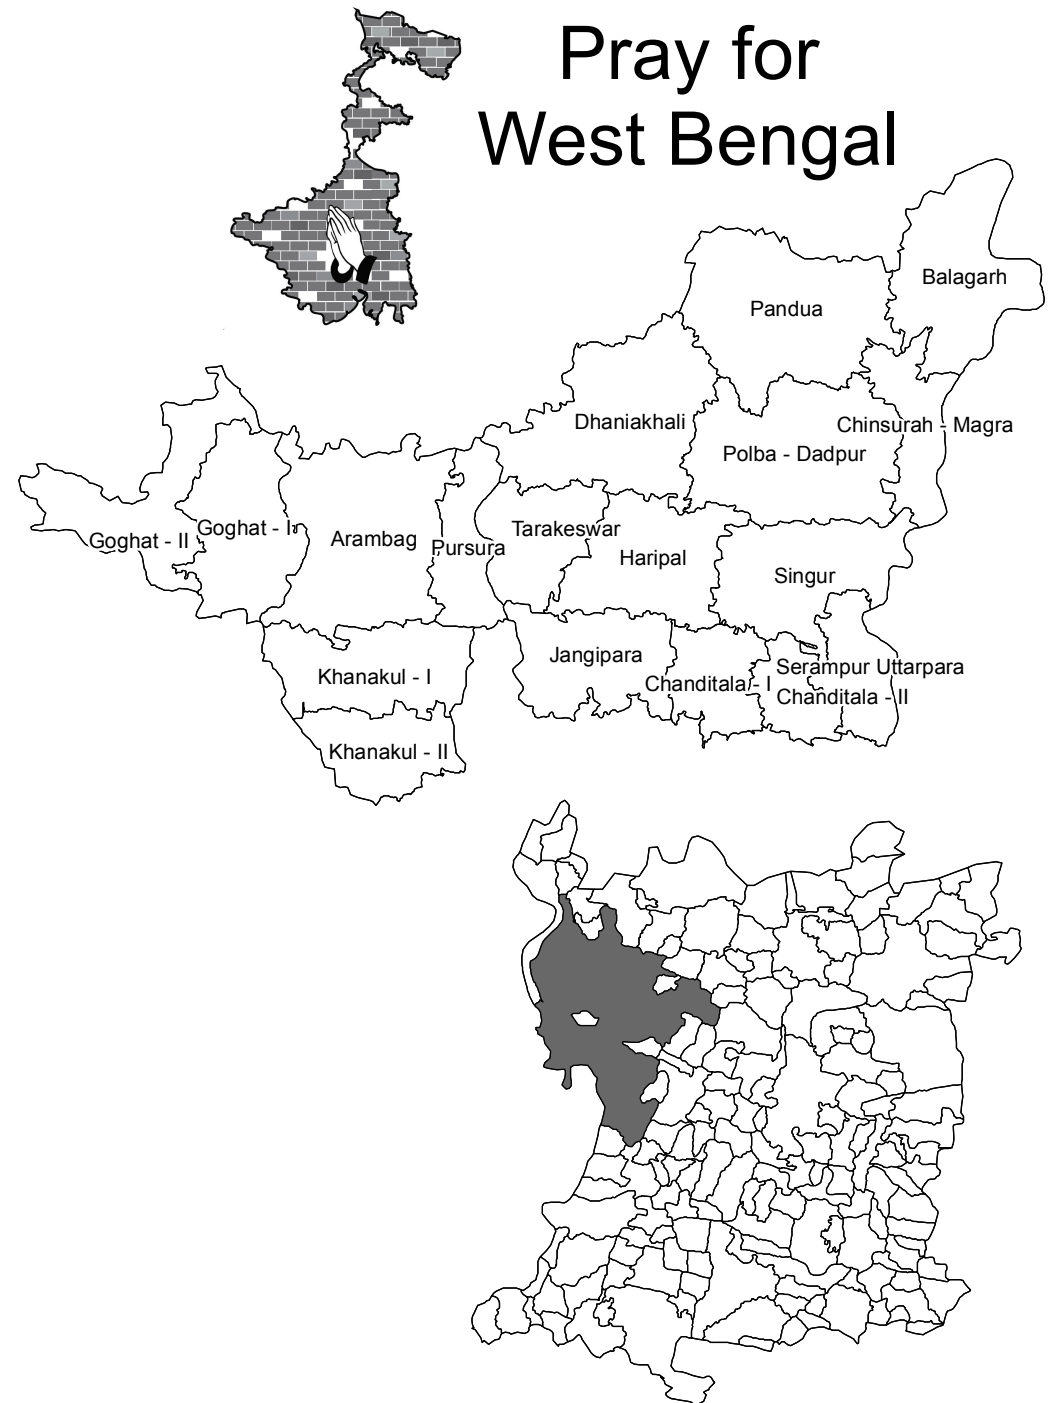 Pray for
West Bengal
Balagarh
Pandua
Dhaniakhali
Chinsurah - Magra
Polba - Dadpur
Goghat - II
Goghat - I
Arambag
Pursura
Tarakeswar
Haripal
Singur
Jangipara
Serampur Uttarpara
Khanakul - I
Chanditala - I
Chanditala - II
Khanakul - II